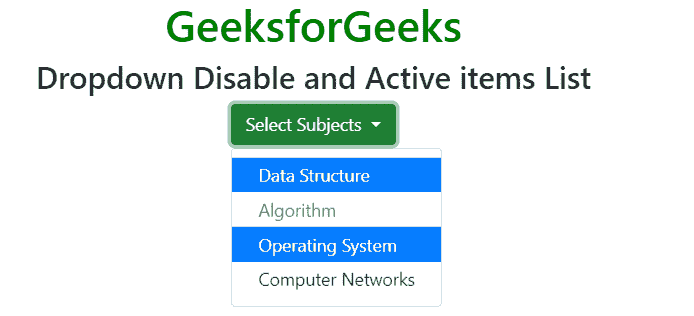 GeeksforGeeks
Dropdown Disable and Active items List
Select Subjects
Data Structure
Algorithm
Operating System
Computer Networks